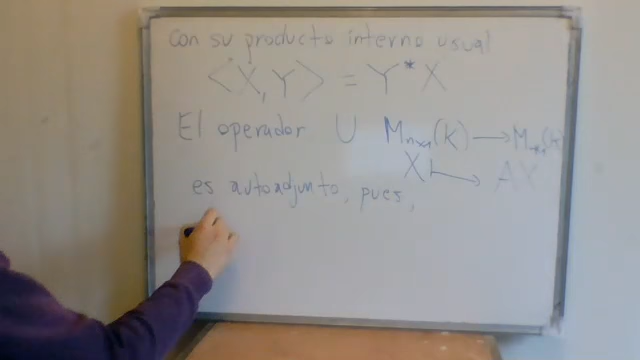 con su producto interno usual
<X, Y> = Y* X
El operador U Mnx1(k) → Mnx1(k)
X ↦ AX
es autoadjunto, pues,